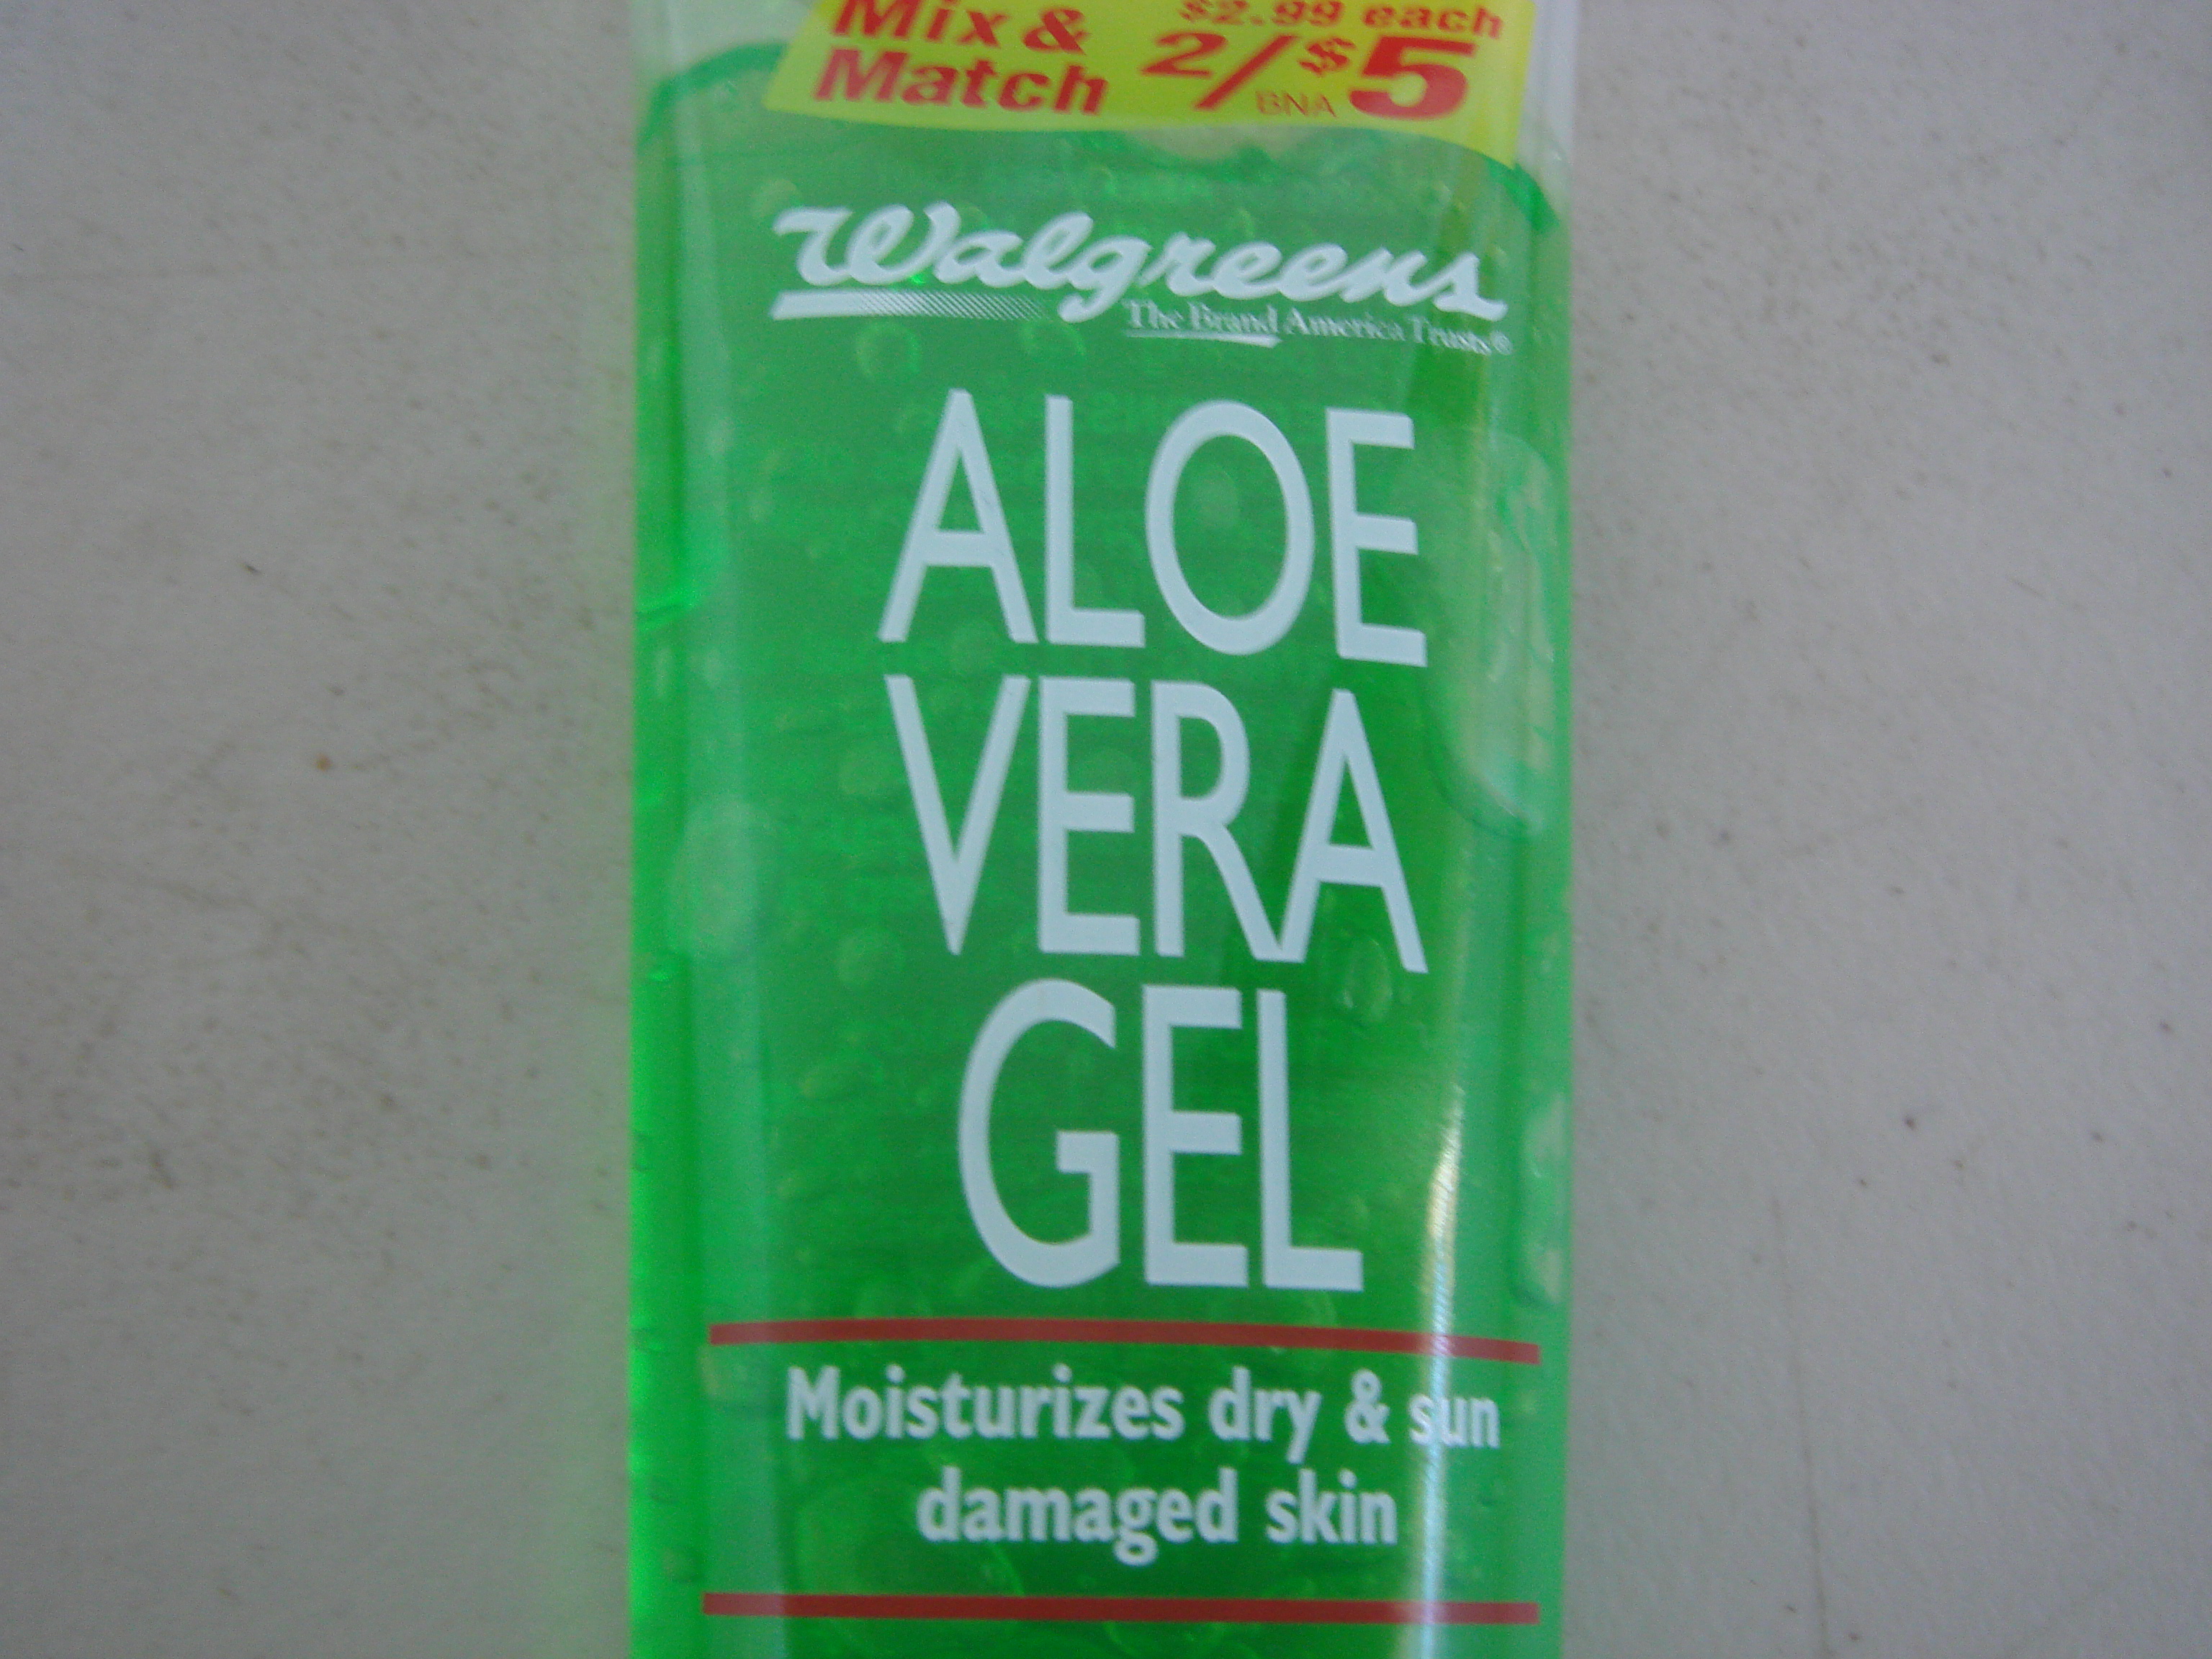 $2.99 each
Mix &
Match 2/$5
BNA
Walgreens
The Brand America Trusts®
ALOE
VERA
GEL
Moisturizes dry & sun
damaged skin